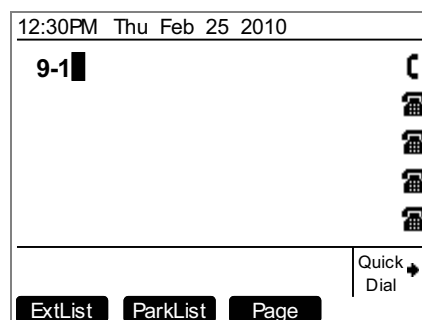 12:30PM Thu Feb 25 2010
9-1
Quick
Dial
ExtList ParkList Page